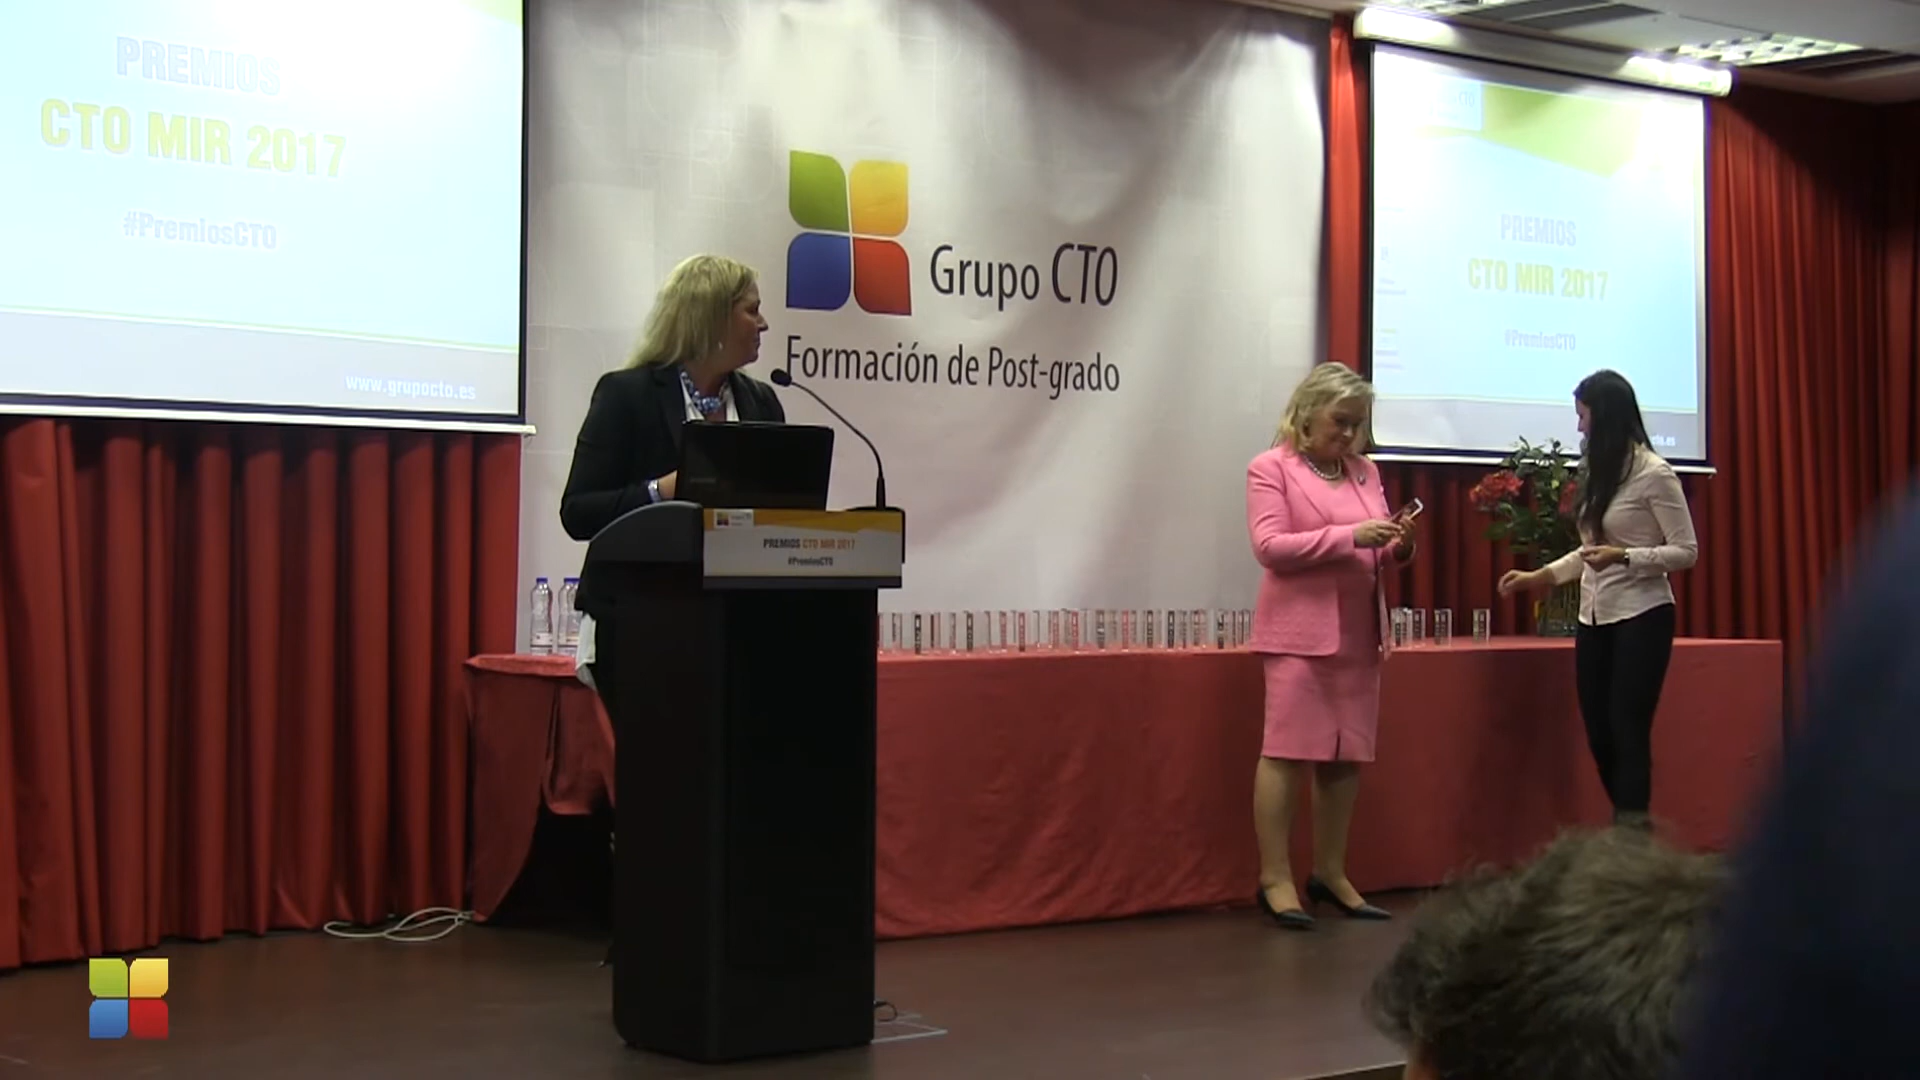 PREMIOS
CTO MIR 2017
#PremiosCTO
www.grupocto.es
Grupo CTO
Formación de Post-grado
PREMIOS
CTO MIR 2017
#PremiosCTO
PREMIOS CTO MIR 2017
#PremiosCTO